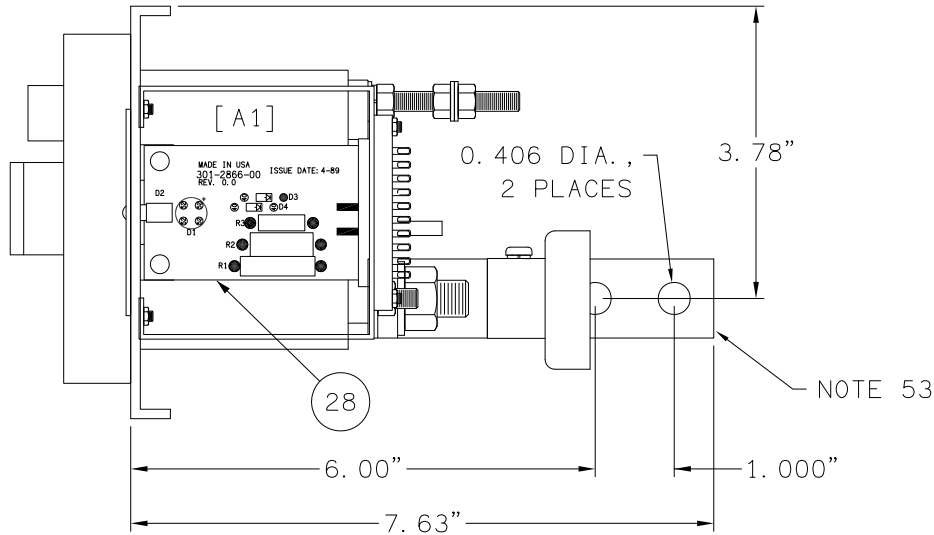 [A1]
MADE IN USA
301-2866-00
REV. 0.0
ISSUE DATE: 4-89
D2
D3
D4
D1
R3
R2
R1
0.406 DIA.,
2 PLACES
3.78”
28
NOTE 53
6.00”
1.000”
7.63”